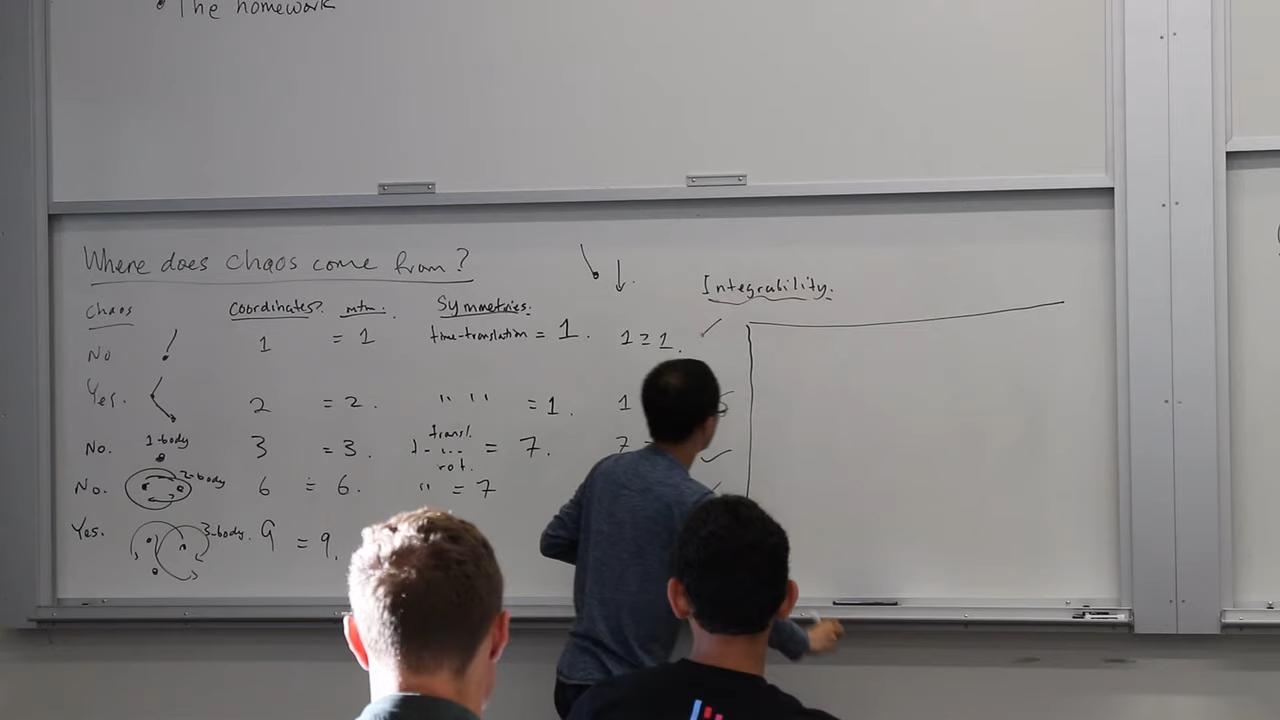 • The homework
Where does chaos come from?
Chaos Coordinates? mtm. Symmetries. Integrability.
No 1 = 1 time-translation = 1. 1 ≥ 1.
Yes. 2 = 2. " " = 1. 1
No. 1-body 3 = 3. transl. rot. = 7. 7
No. 2-body 6 = 6. " = 7
Yes. 3-body. 9 = 9.